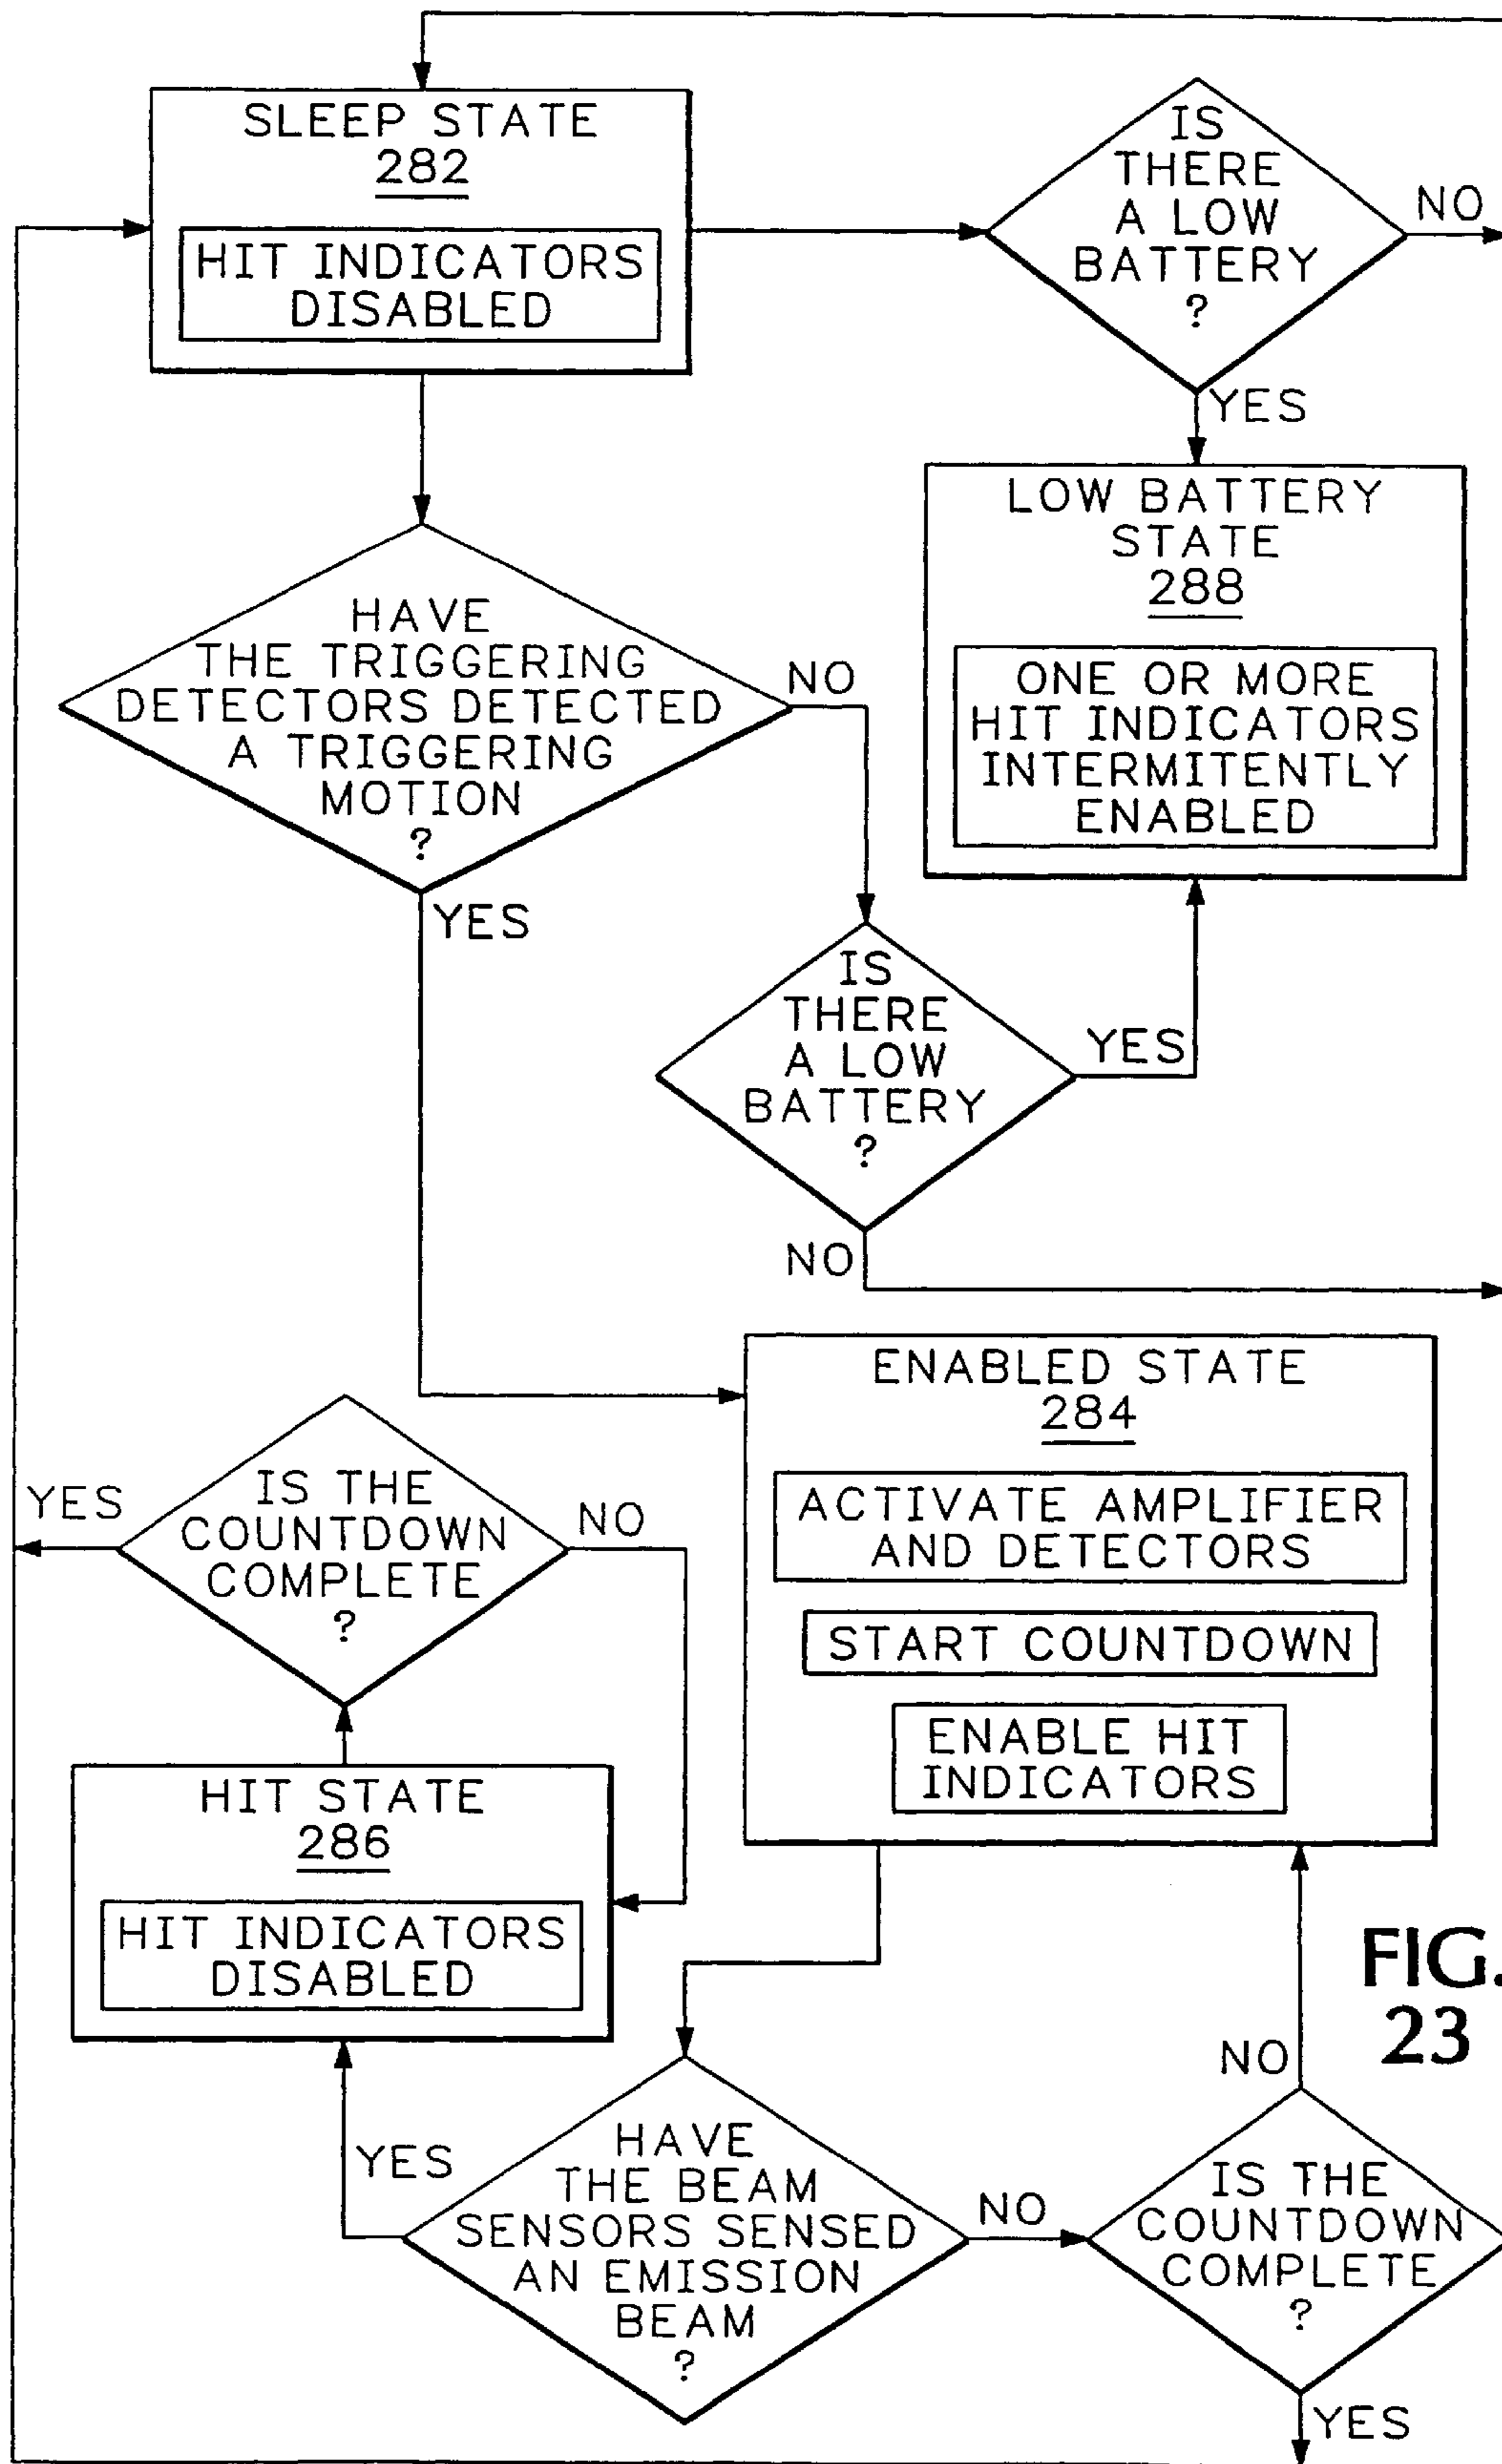 SLEEP STATE
282
HIT INDICATORS
DISABLED
IS
THERE
A LOW
BATTERY
?
NO
YES
LOW BATTERY
STATE
288
ONE OR MORE
HIT INDICATORS
INTERMITENTLY
ENABLED
HAVE
THE TRIGGERING
DETECTORS DETECTED
A TRIGGERING
MOTION
?
NO
YES
IS
THERE
A LOW
BATTERY
?
YES
NO
ENABLED STATE
284
ACTIVATE AMPLIFIER
AND DETECTORS
START COUNTDOWN
ENABLE HIT
INDICATORS
IS THE
COUNTDOWN
COMPLETE
?
YES
NO
HIT STATE
286
HIT INDICATORS
DISABLED
HAVE
THE BEAM
SENSORS SENSED
AN EMISSION
BEAM
?
YES
NO
IS THE
COUNTDOWN
COMPLETE
?
NO
YES
FIG.
23